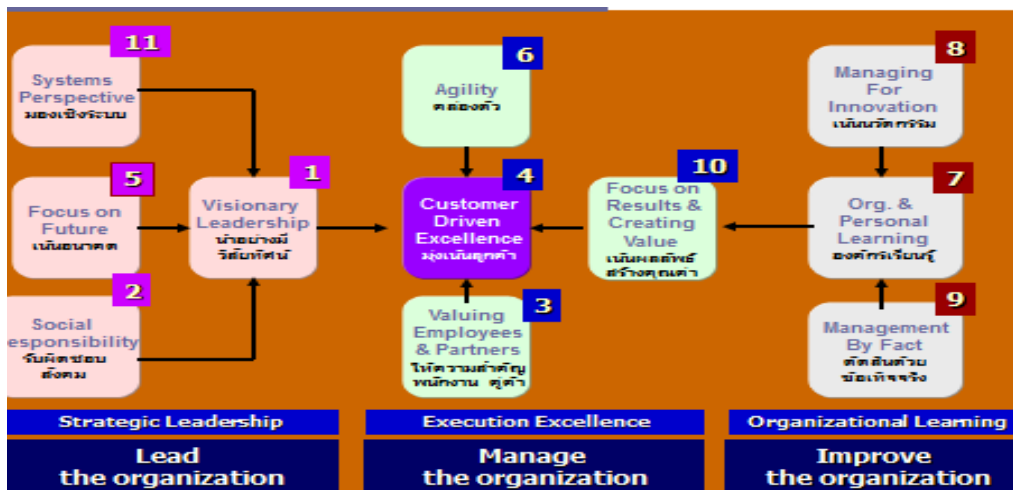 11
Systems
Perspective
มองเชิงระบบ
5
Focus on
Future
เน้นอนาคต
2
Social
esponsibility
รับผิดชอบ
สังคม
1
Visionary
Leadership
นำอย่างมี
วิสัยทัศน์
6
Agility
คล่องตัว
4
Customer
Driven
Excellence
มุ่งเน้นลูกค้า
3
Valuing
Employees
& Partners
ให้ความสำคัญ
พนักงาน คู่ค้า
10
Focus on
Results &
Creating
Value
เน้นผลลัพธ์
สร้างคุณค่า
8
Managing
For
Innovation
เน้นนวัตกรรม
7
Org. &
Personal
Learning
องค์กรเรียนรู้
9
Management
By Fact
ตัดสินด้วย
ข้อเท็จจริง
Strategic Leadership
Execution Excellence
Organizational Learning
Lead
the organization
Manage
the organization
Improve
the organization